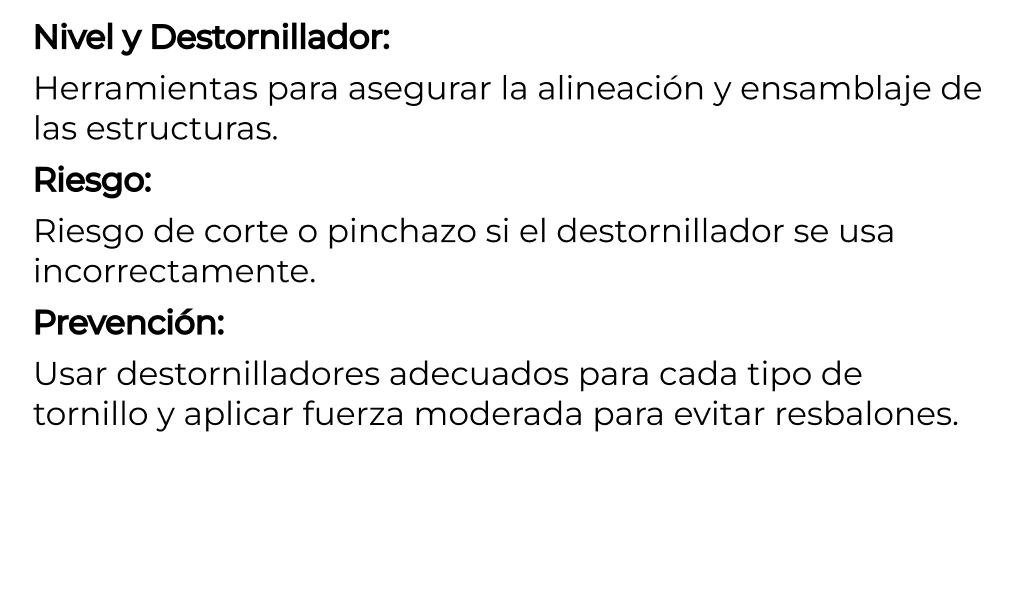 Nivel y Destornillador:
Herramientas para asegurar la alineación y ensamblaje de
las estructuras.
Riesgo:
Riesgo de corte o pinchazo si el destornillador se usa
incorrectamente.
Prevención:
Usar destornilladores adecuados para cada tipo de
tornillo y aplicar fuerza moderada para evitar resbalones.